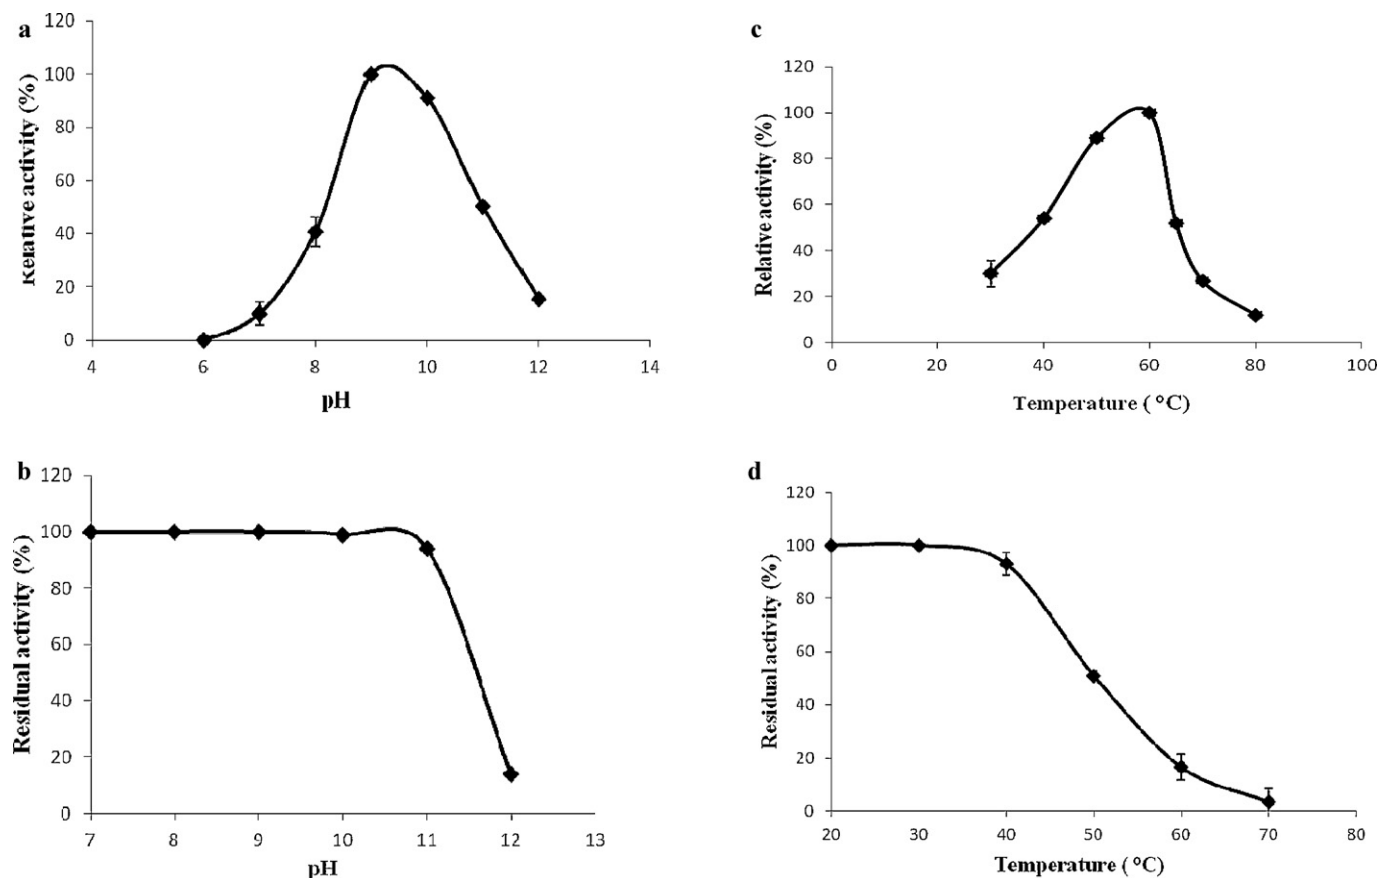 a
120
100
80
60
40
20
0
Relative activity (%)
4 6 8 10 12 14
pH
c
120
100
80
60
40
20
0
Relative activity (%)
0 20 40 60 80 100
Temperature ( °C)
b
120
100
80
60
40
20
0
Residual activity (%)
7 8 9 10 11 12 13
pH
d
120
100
80
60
40
20
0
Residual activity (%)
20 30 40 50 60 70 80
Temperature ( °C)